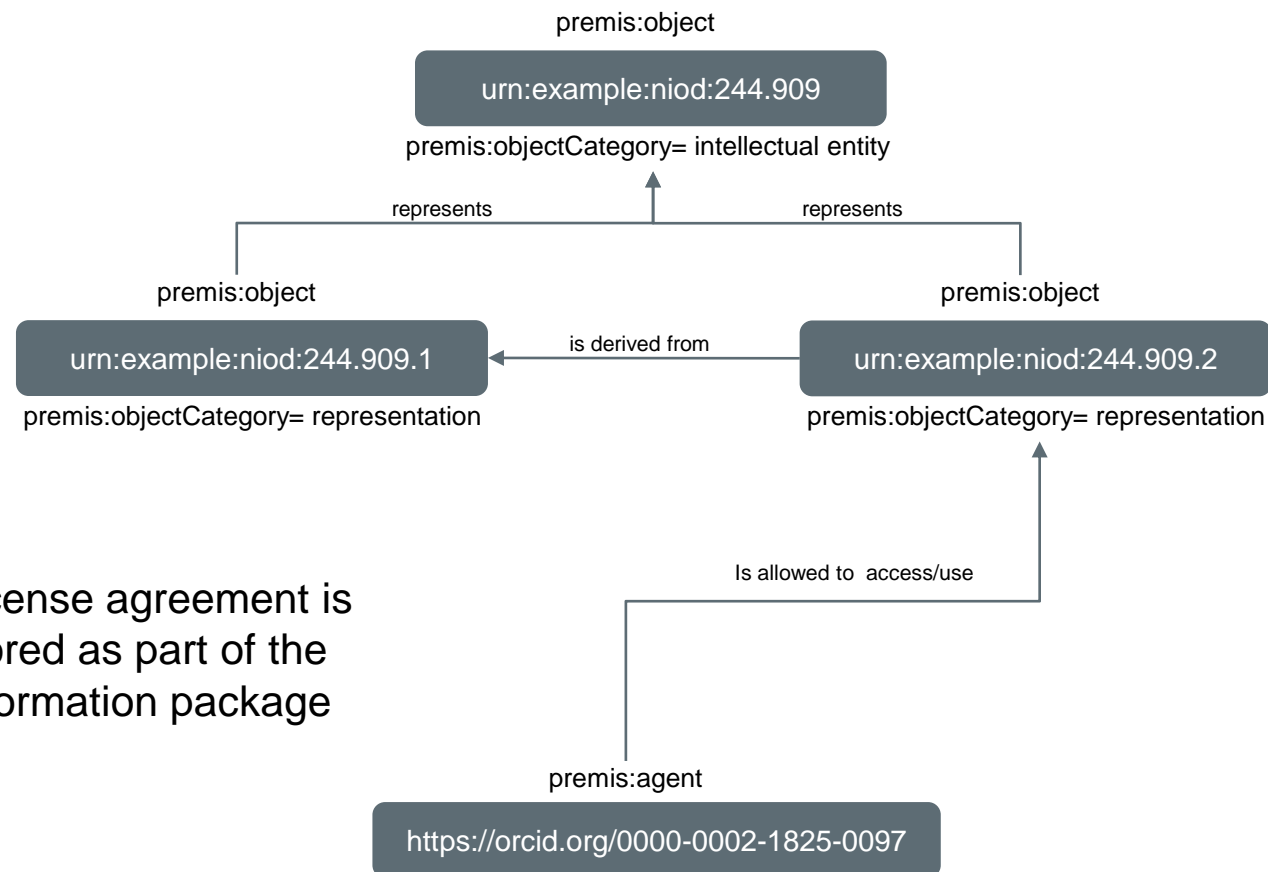 premis:object
urn:example:niod:244.909
premis:objectCategory= intellectual entity
represents
represents
premis:object
premis:object
urn:example:niod:244.909.1
is derived from
urn:example:niod:244.909.2
premis:objectCategory= representation
premis:objectCategory= representation
Is allowed to  access/use
agreement is
as part of the
package
premis:agent
https://orcid.org/0000-0002-1825-0097